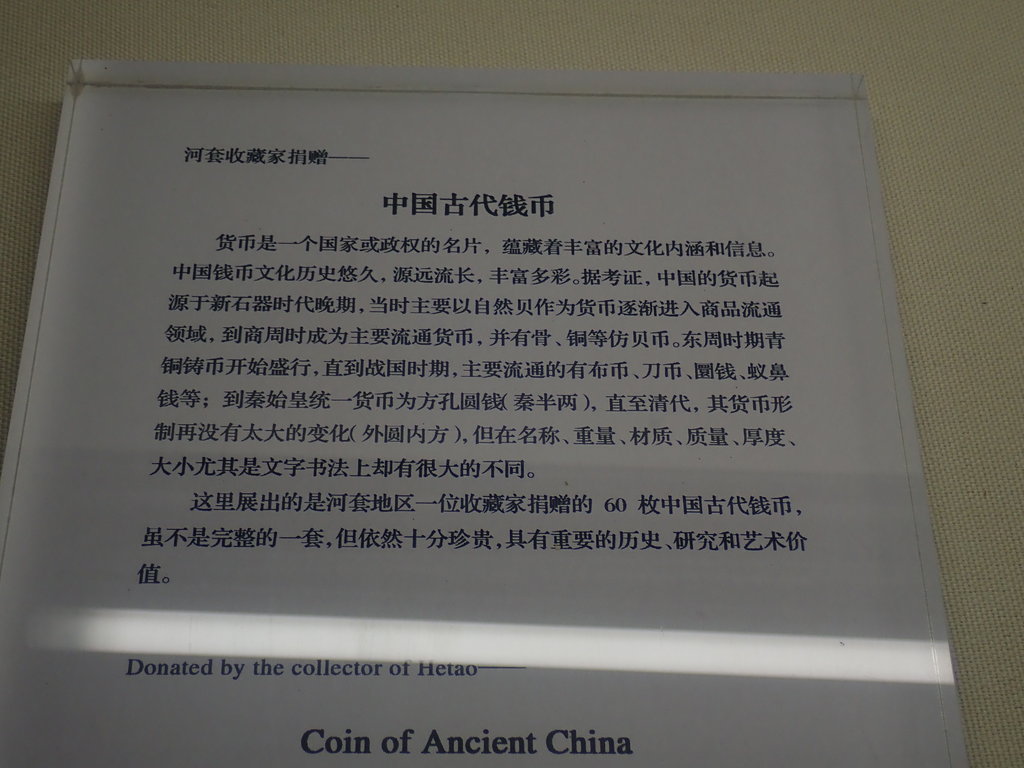 河套收藏家捐赠——
中国古代钱币
货币是一个国家或政权的名片，蕴藏着丰富的文化内涵和信息。
中国钱币文化历史悠久，源远流长，丰富多彩。据考证，中国的货币起
源于新石器时代晚期，当时主要以自然贝作为货币逐渐进入商品流通
领域，到商周时成为主要流通货币，并有骨、铜等仿贝币。东周时期青
铜铸币开始盛行，直到战国时期，主要流通的有布币、刀币、圜钱、蚁鼻
钱等；到秦始皇统一货币为方孔圆钱（秦半两），直至清代，其货币形
制再没有太大的变化（外圆内方），但在名称、重量、材质、质量、厚度、
大小尤其是文字书法上却有很大的不同。
这里展出的是河套地区一位收藏家捐赠的 60 枚中国古代钱币，
虽不是完整的一套，但依然十分珍贵，具有重要的历史、研究和艺术价
值。
Donated by the collector of Hetao——
Coin of Ancient China